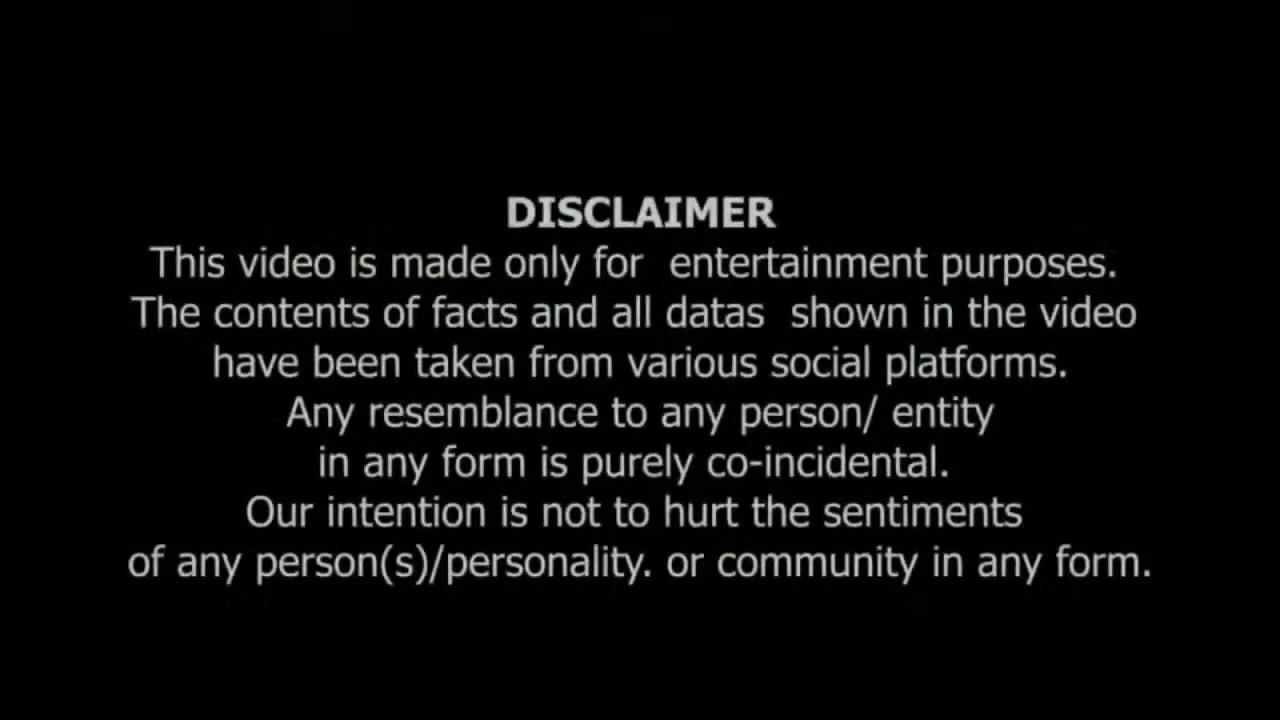 DISCLAIMER
This video is made only for  entertainment purposes.
The contents of facts and all datas  shown in the video
have been taken from various social platforms.
Any resemblance to any person/ entity
in any form is purely co-incidental.
Our intention is not to hurt the sentiments
of any person(s)/personality. or community in any form.